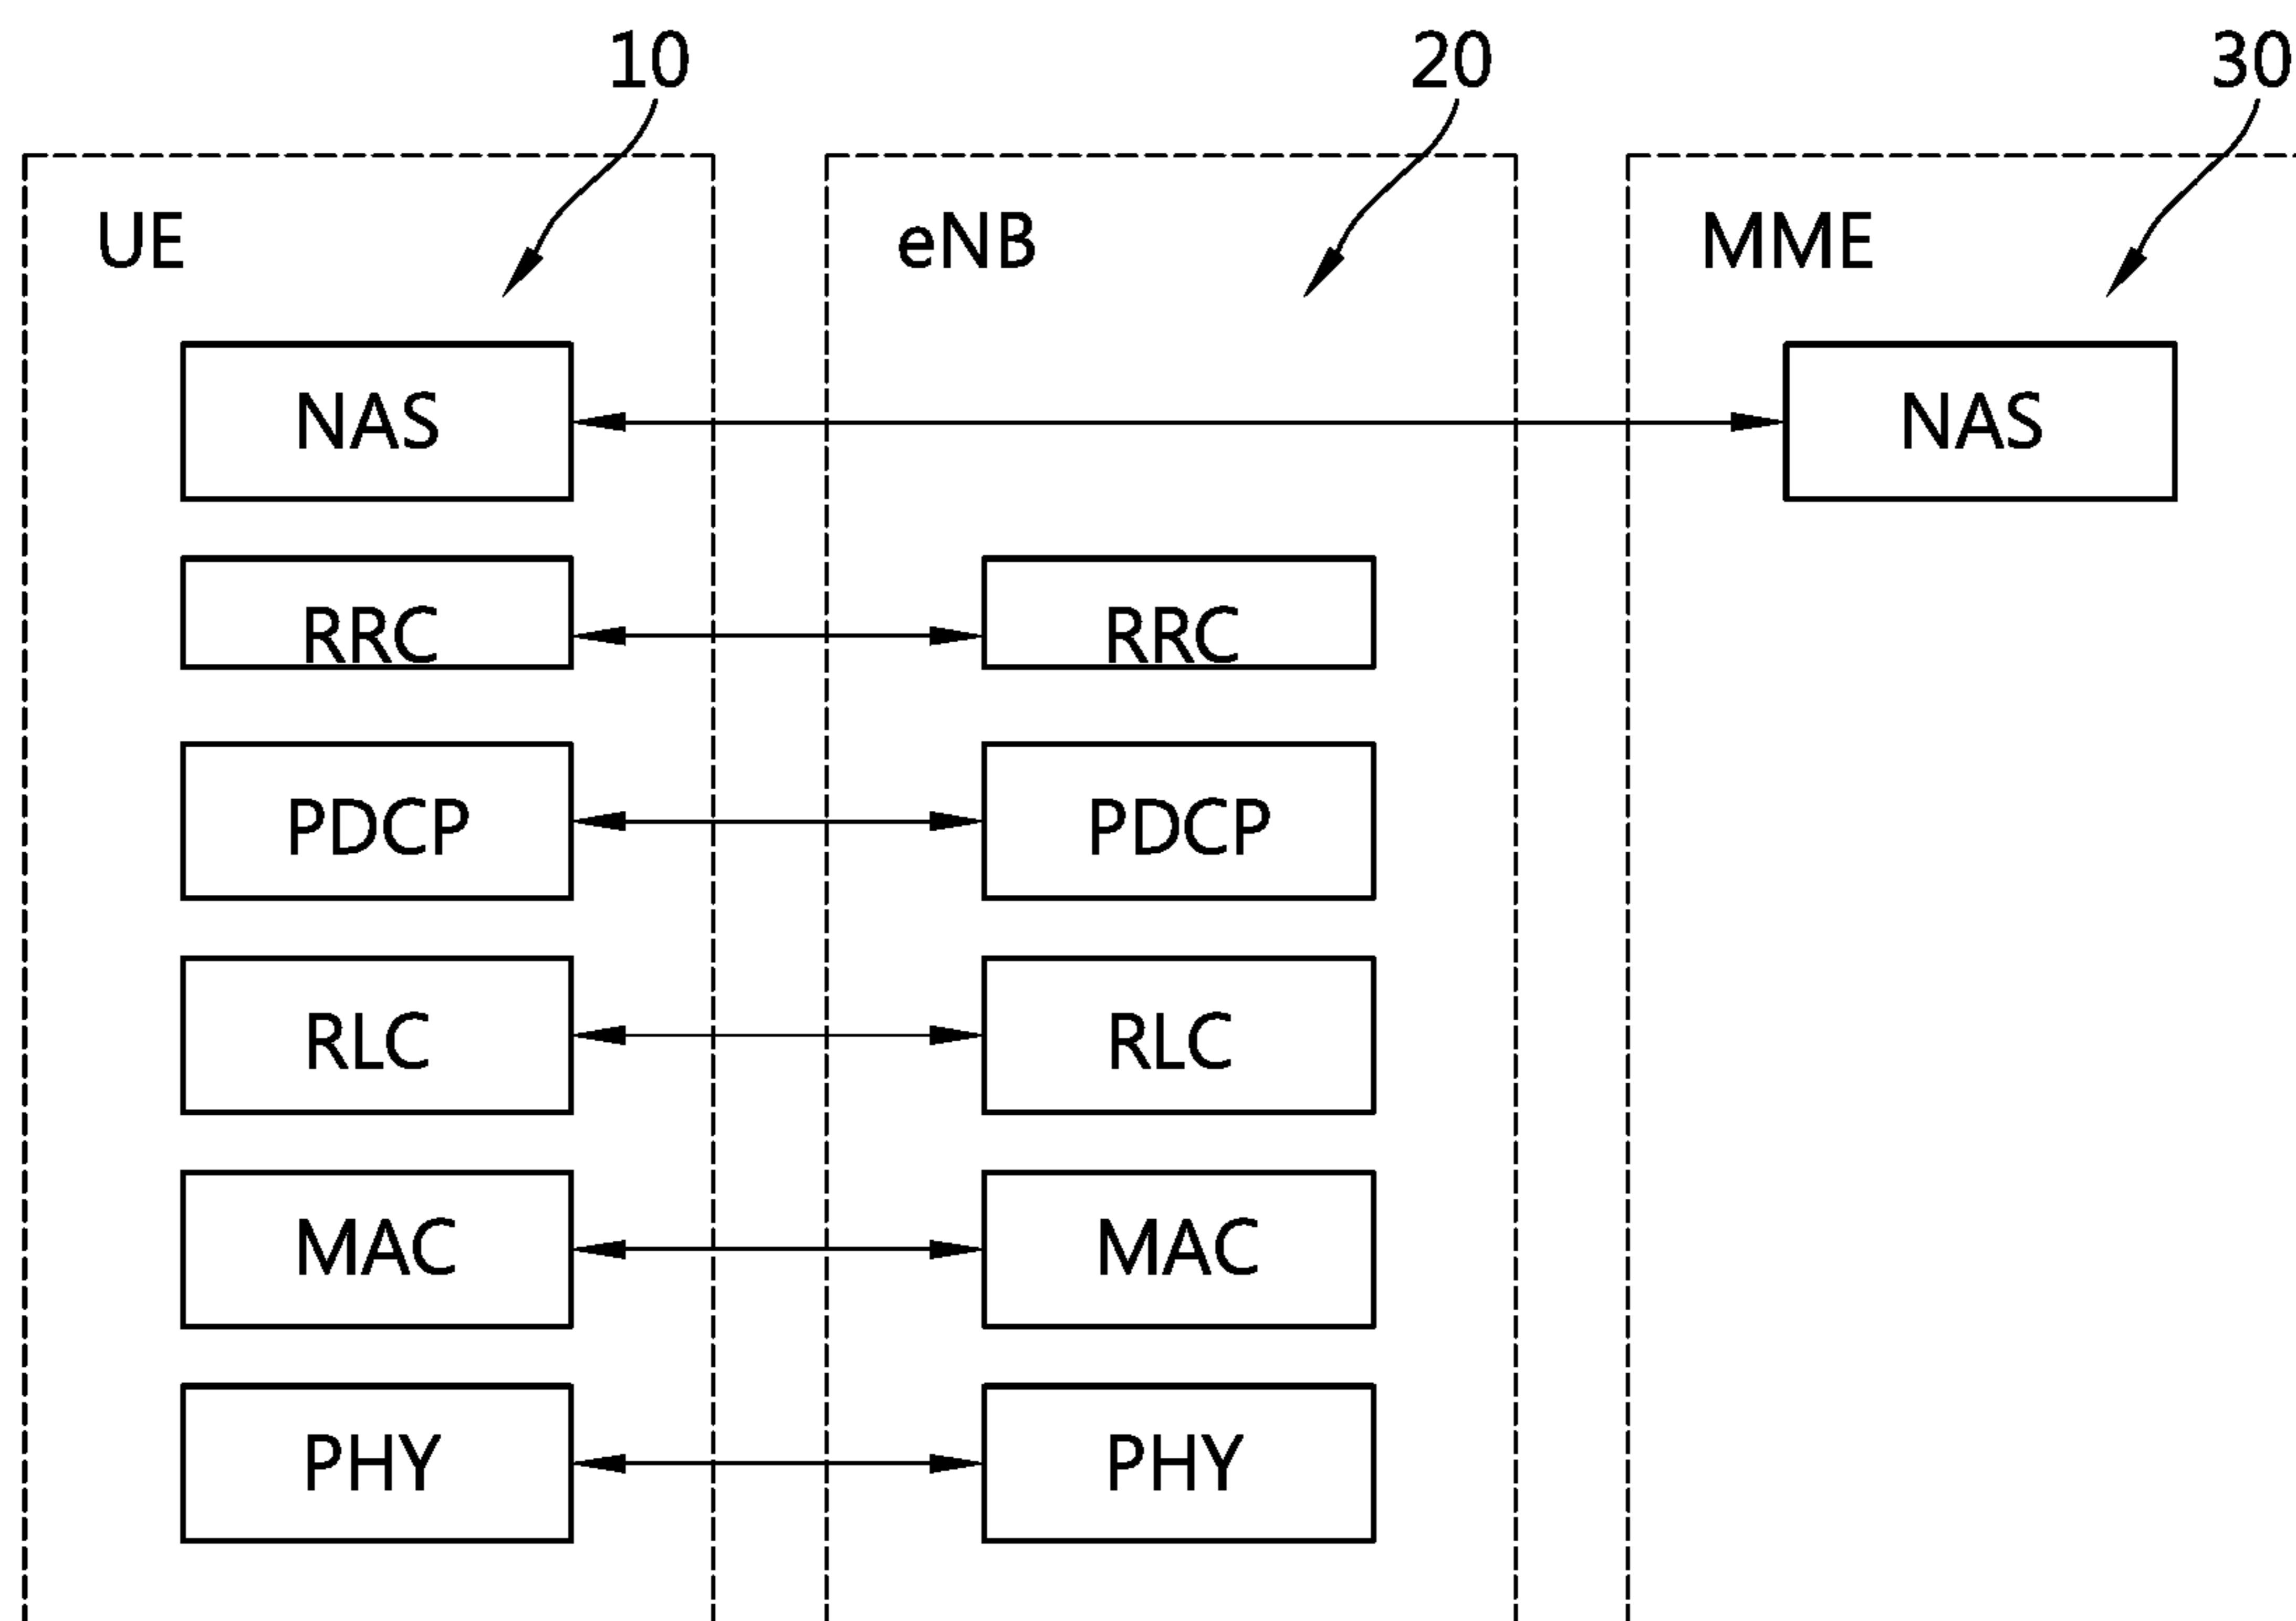 10 20 30
UE eNB MME
NAS NAS
RRC RRC
PDCP PDCP
RLC RLC
MAC MAC
PHY PHY